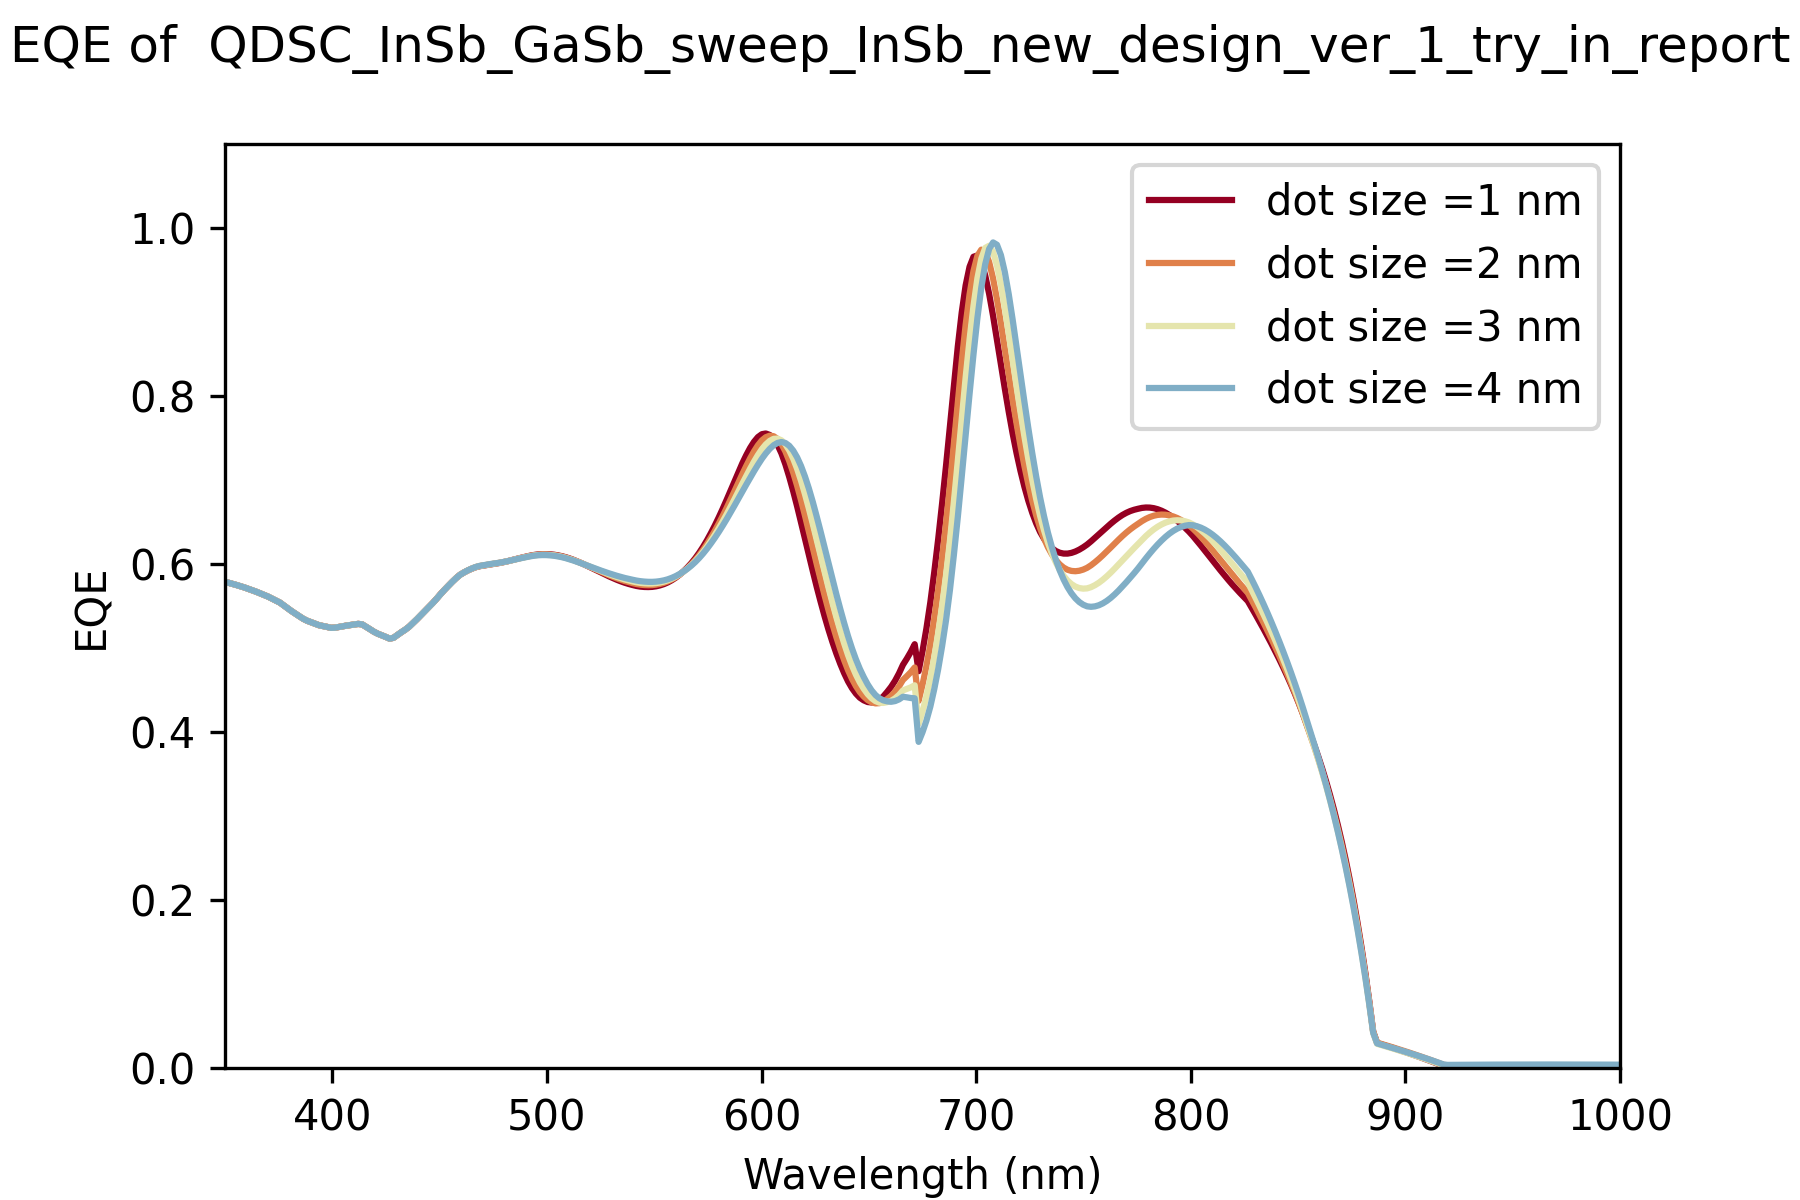 EQE of  QDSC_InSb_GaSb_sweep_InSb_new_design_ver_1_try_in_report
dot size =1 nm
dot size =2 nm
dot size =3 nm
dot size =4 nm
1.0
0.8
0.6
0.4
0.2
0.0
EQE
400 500 600 700 800 900 1000
Wavelength (nm)